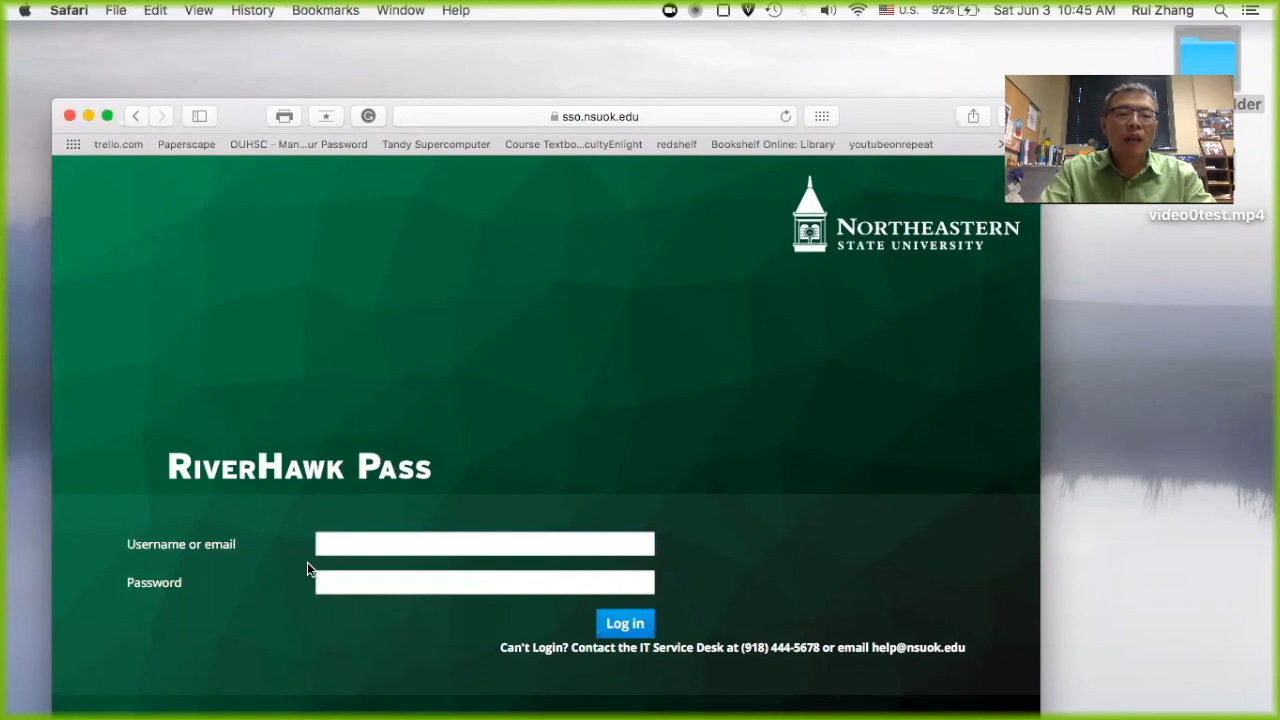 Safari File Edit View History Bookmarks Window Help U.S. 92% Sat Jun 3 10:45 AM Rui Zhang
sso.nsuok.edu
trello.com Paperscape OUHSC - Man...ur Password Tandy Supercomputer Course Textbo...cultyEnlight redshelf Bookshelf Online: Library youtubeonrepeat
lder
video0test.mp4
NORTHEASTERN
STATE UNIVERSITY
RIVERHAWK PASS
Username or email
Password
Log in
Can't Login? Contact the IT Service Desk at (918) 444-5678 or email help@nsuok.edu